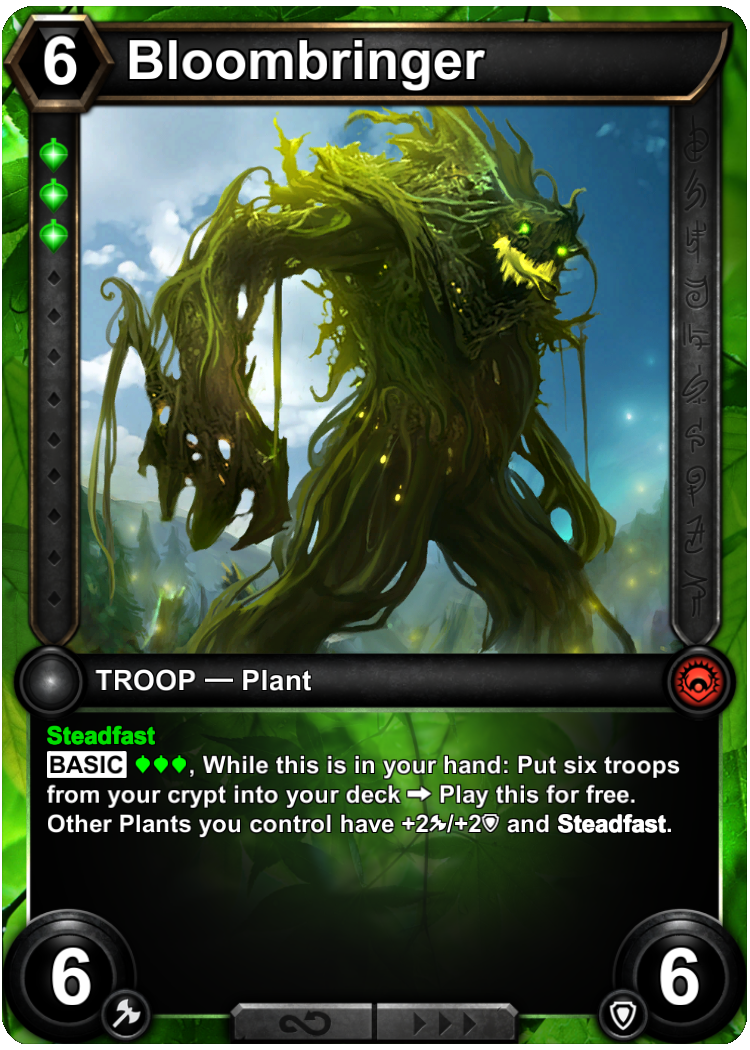 6 Bloombringer
TROOP — Plant
Steadfast
BASIC , While this is in your hand: Put six troops
from your crypt into your deck ➡ Play this for free.
Other Plants you control have +2/+2 and Steadfast.
6 6